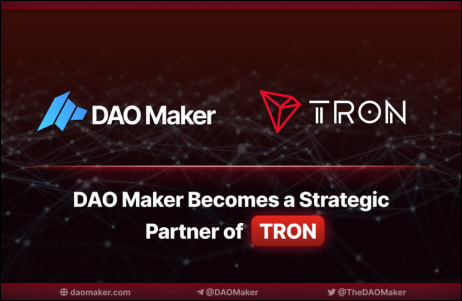 DAO Maker
TRON
DAO Maker Becomes a Strategic
Partner of TRON
daomaker.com @DAOMaker @TheDAOMaker